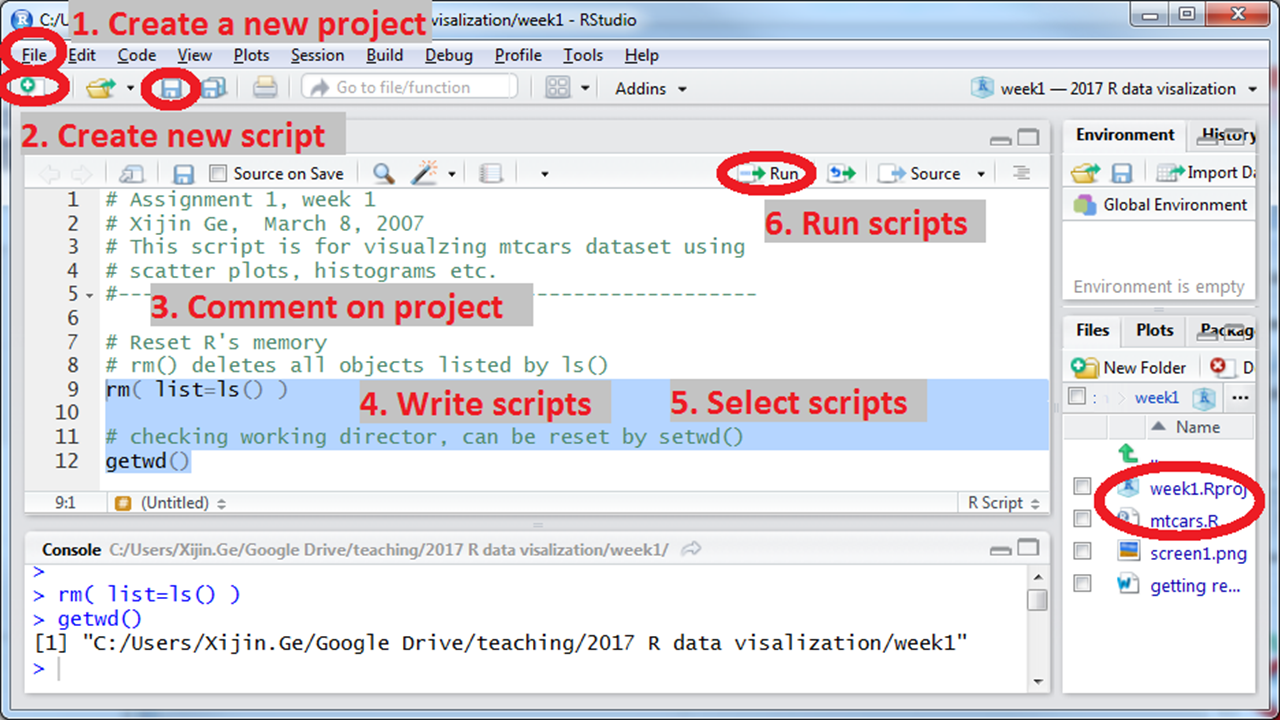 C:/U
1. Create a new project
visalization/week1 - RStudio
File Edit Code View Plots Session Build Debug Profile Tools Help
Go to file/function Addins week1 — 2017 R data visalization
2. Create new script
Environment History
Source on Save Run Source Import Da
6. Run scripts
Global Environment
Environment is empty
1 # Assignment 1, week 1
2 # Xijin Ge, March 8, 2007
3 # This script is for visualzing mtcars dataset using
4 # scatter plots, histograms etc.
5 #-- ------------------
3. Comment on project
6
7 # Reset R's memory
8 # rm() deletes all objects listed by ls()
9 rm( list=ls() )
4. Write scripts 5. Select scripts
10
11 # checking working director, can be reset by setwd()
12 getwd()
9:1 (Untitled) R Script
Files Plots Packag
New Folder D
: week1 ...
Name
..
week1.Rproj
mtcars.R
screen1.png
getting re...
Console C:/Users/Xijin.Ge/Google Drive/teaching/2017 R data visalization/week1/
>
> rm( list=ls() )
> getwd()
[1] "C:/Users/Xijin.Ge/Google Drive/teaching/2017 R data visalization/week1"
>